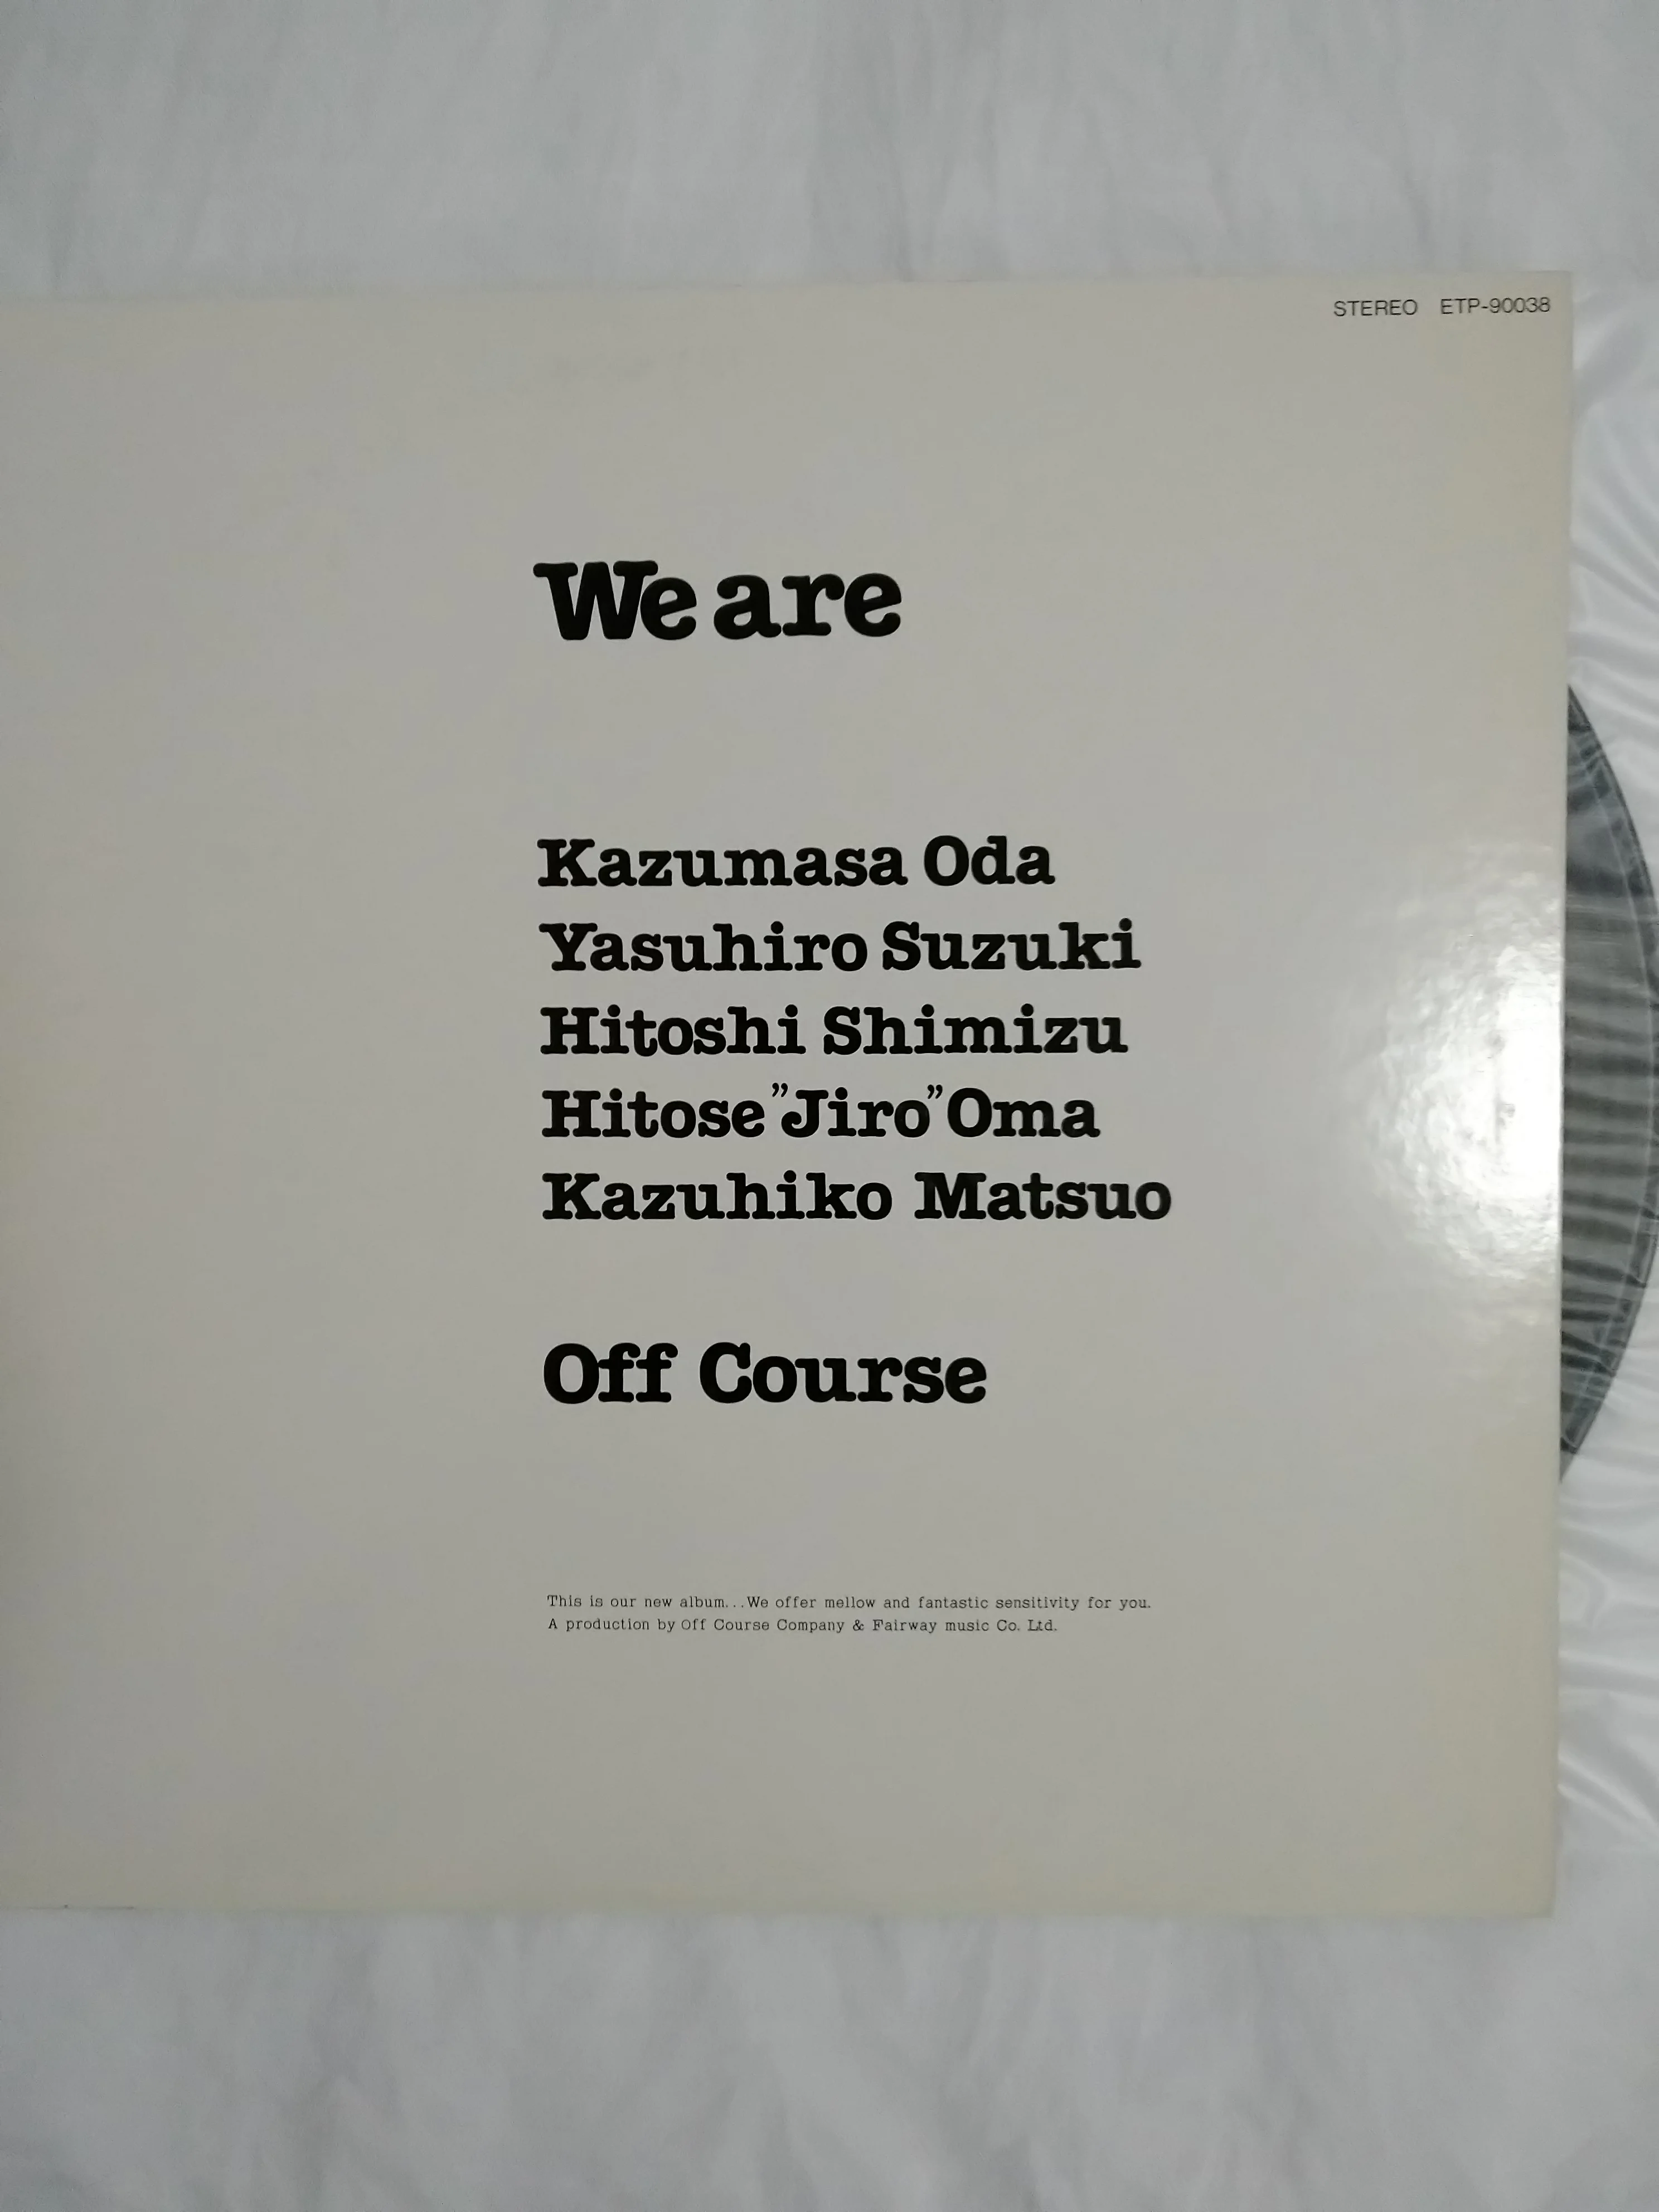 STEREO ETP-90038
We are
Kazumasa Oda
Yasuhiro Suzuki
Hitoshi Shimizu
Hitose ”Jiro” Oma
Kazuhiko Matsuo
Off Course
This is our new album...We offer mellow and fantastic sensitivity for you.
A production by Off Course Company & Fairway music Co. Ltd.